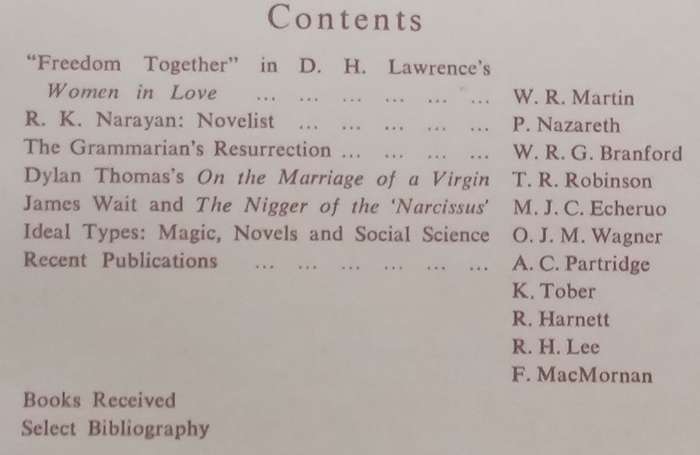 Contents
“Freedom Together” in D. H. Lawrence's
Women in Love ... ... ... ... ... ... W. R. Martin
R. K. Narayan: Novelist ... ... ... ... ... P. Nazareth
The Grammarian's Resurrection ... ... ... ... W. R. G. Branford
Dylan Thomas's On the Marriage of a Virgin T. R. Robinson
James Wait and The Nigger of the ‘Narcissus’ M. J. C. Echeruo
Ideal Types: Magic, Novels and Social Science O. J. M. Wagner
Recent Publications ... ... ... ... ... ... A. C. Partridge
K. Tober
R. Harnett
R. H. Lee
F. MacMornan
Books Received
Select Bibliography